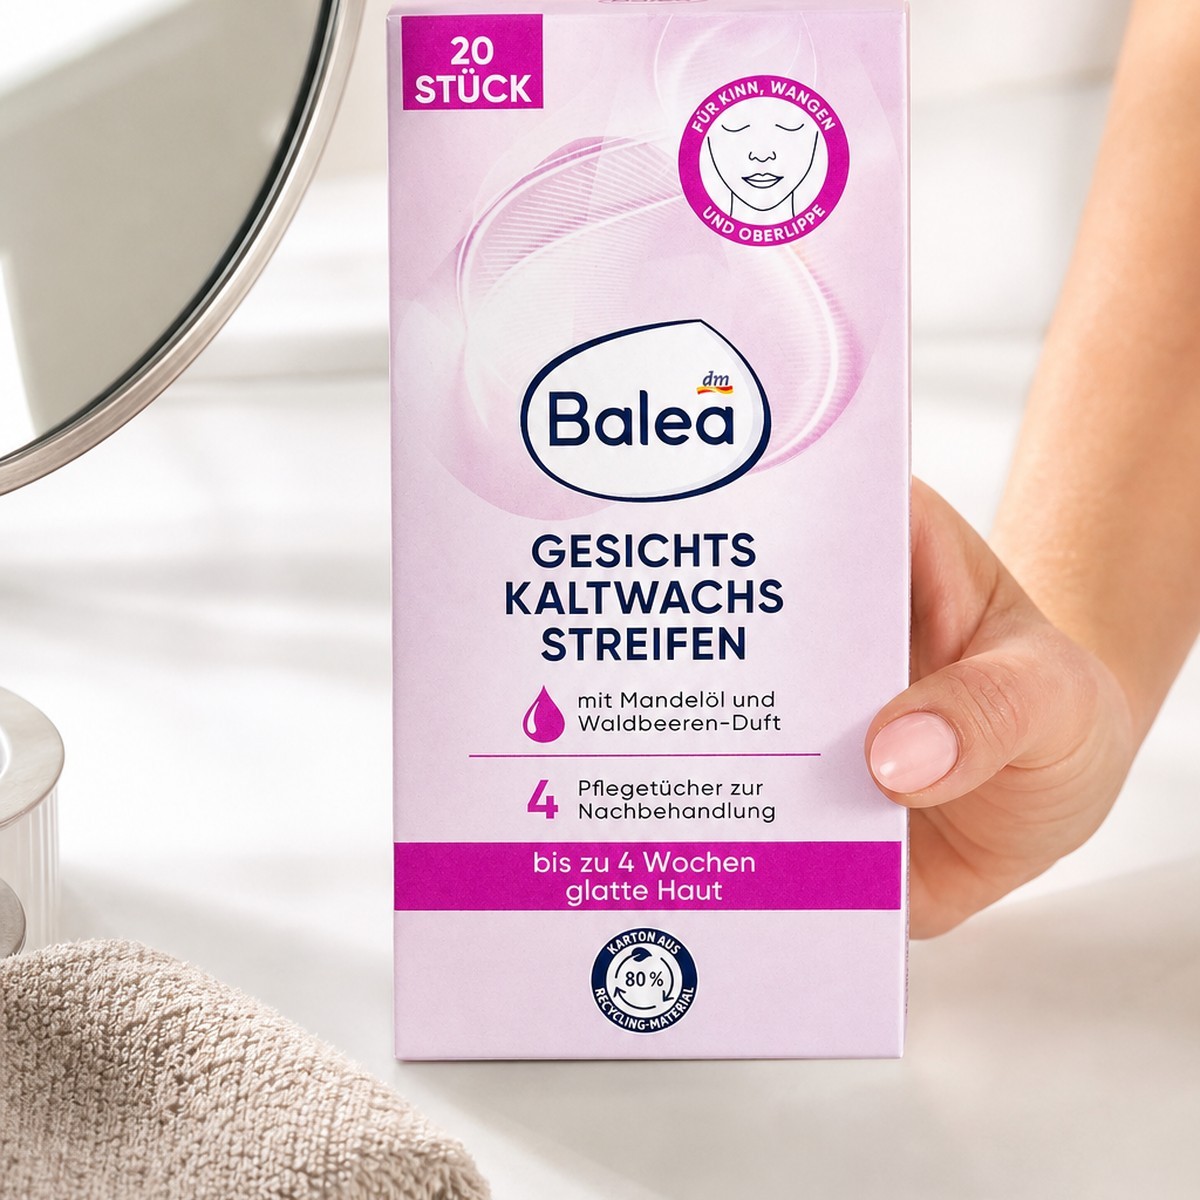 20
STÜCK
FÜR KINN, WANGEN
UND OBERLIPPE
dm
Balea
GESICHTS
KALTWACHS
STREIFEN
mit Mandelöl und
Waldbeeren-Duft
4 Pflegetücher zur
Nachbehandlung
bis zu 4 Wochen
glatte Haut
KARTON AUS
80 %
RECYCLING-MATERIAL